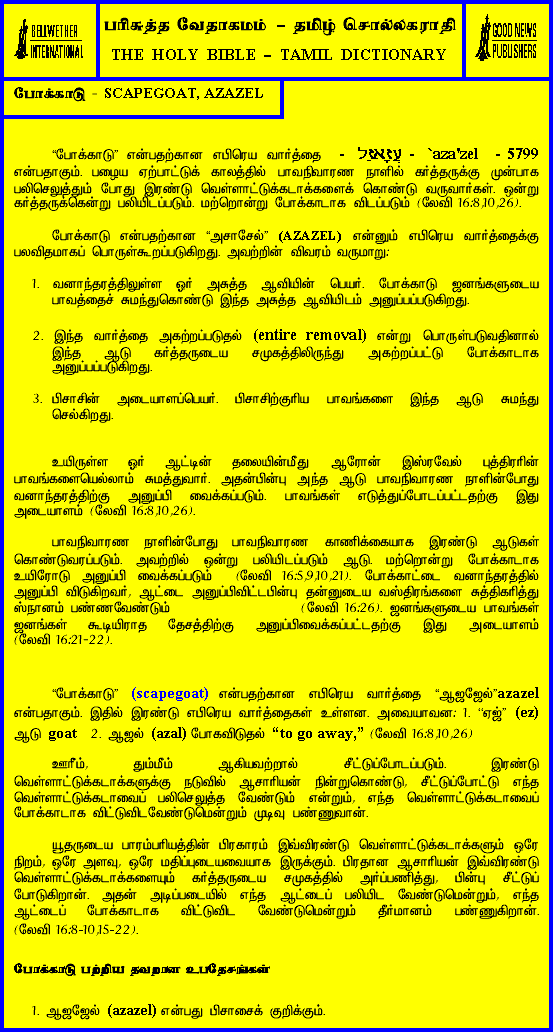 BELLWETHER
INTERNATIONAL
பரிசுத்த வேதாகமம் – தமிழ் சொல்லகராதி
THE HOLY BIBLE – TAMIL DICTIONARY
GOOD NEWS
PUBLISHERS
போக்காடு - SCAPEGOAT, AZAZEL
“போக்காடு” என்பதற்கான எபிரெய வார்த்தை - עֲזָאזֵל - `aza'zel - 5799
என்பதாகும். பழைய ஏற்பாட்டுக் காலத்தில் பாவநிவாரண நாளில் கர்த்தருக்கு முன்பாக
பலிசெலுத்தும் போது இரண்டு வெள்ளாட்டுக்கடாக்களைக் கொண்டு வருவார்கள். ஒன்று
கர்த்தருக்கென்று பலியிடப்படும். மற்றொன்று போக்காடாக விடப்படும் (லேவி 16:8,10,26).
போக்காடு என்பதற்கான “அசாசேல்” (AZAZEL) என்னும் எபிரெய வார்த்தைக்கு
பலவிதமாகப் பொருள்கூறப்படுகிறது. அவற்றின் விவரம் வருமாறு:
1. வனாந்தரத்திலுள்ள ஓர் அசுத்த ஆவியின் பெயர். போக்காடு ஜனங்களுடைய
பாவத்தைச் சுமந்துகொண்டு இந்த அசுத்த ஆவியிடம் அனுப்பப்படுகிறது.
2. இந்த வார்த்தை அகற்றப்படுதல் (entire removal) என்று பொருள்படுவதினால்
இந்த ஆடு கர்த்தருடைய சமுகத்திலிருந்து அகற்றப்பட்டு போக்காடாக
அனுப்பப்படுகிறது.
3. பிசாசின் அடையாளப்பெயர். பிசாசிற்குரிய பாவங்களை இந்த ஆடு சுமந்து
செல்கிறது.
உயிருள்ள ஓர் ஆட்டின் தலையின்மீது ஆரோன் இஸ்ரவேல் புத்திரரின்
பாவங்களையெல்லாம் சுமத்துவார். அதன்பின்பு அந்த ஆடு பாவநிவாரண நாளின்போது
வனாந்தரத்திற்கு அனுப்பி வைக்கப்படும். பாவங்கள் எடுத்துப்போடப்பட்டதற்கு இது
அடையாளம் (லேவி 16:8,10,26).
பாவநிவாரண நாளின்போது பாவநிவாரண காணிக்கையாக இரண்டு ஆடுகள்
கொண்டுவரப்படும். அவற்றில் ஒன்று பலியிடப்படும் ஆடு. மற்றொன்று போக்காடாக
உயிரோடு அனுப்பி வைக்கப்படும் (லேவி 16:5,9,10,21). போக்காட்டை வனாந்தரத்தில்
அனுப்பி விடுகிறவர், ஆட்டை அனுப்பிவிட்டபின்பு தன்னுடைய வஸ்திரங்களை சுத்திகரித்து
ஸ்நானம் பண்ணவேண்டும் (லேவி 16:26). ஜனங்களுடைய பாவங்கள்
ஜனங்கள் கூடியிராத தேசத்திற்கு அனுப்பிவைக்கப்பட்டதற்கு இது அடையாளம்
(லேவி 16:21-22).
“போக்காடு” (scapegoat) என்பதற்கான எபிரெய வார்த்தை “ஆஜஜேல்”azazel
என்பதாகும். இதில் இரண்டு எபிரெய வார்த்தைகள் உள்ளன. அவையாவன: 1. “ஏஜ்” (ez)
ஆடு goat 2. ஆஜல் (azal) போகவிடுதல் “to go away,” (லேவி 16:8,10,26)
ஊரீம், தும்மீம் ஆகியவற்றால் சீட்டுப்போடப்படும். இரண்டு
வெள்ளாட்டுக்கடாக்களுக்கு நடுவில் ஆசாரியன் நின்றுகொண்டு, சீட்டுப்போட்டு எந்த
வெள்ளாட்டுக்கடாவைப் பலிசெலுத்த வேண்டும் என்றும், எந்த வெள்ளாட்டுக்கடாவைப்
போக்காடாக விட்டுவிடவேண்டுமென்றும் முடிவு பண்ணுவான்.
யூதருடைய பாரம்பரியத்தின் பிரகாரம் இவ்விரண்டு வெள்ளாட்டுக்கடாக்களும் ஒரே
நிறம், ஒரே அளவு, ஒரே மதிப்புடையவையாக இருக்கும். பிரதான ஆசாரியன் இவ்விரண்டு
வெள்ளாட்டுக்கடாக்களையும் கர்த்தருடைய சமுகத்தில் அர்ப்பணித்து, பின்பு சீட்டுப்
போடுகிறான். அதன் அடிப்படையில் எந்த ஆட்டைப் பலியிட வேண்டுமென்றும், எந்த
ஆட்டைப் போக்காடாக விட்டுவிட வேண்டுமென்றும் தீர்மானம் பண்ணுகிறான்.
(லேவி 16:8-10,15-22).
போக்காடு பற்றிய தவறான உபதேசங்கள்
1. ஆஜஜேல் (azazel) என்பது பிசாசைக் குறிக்கும்.